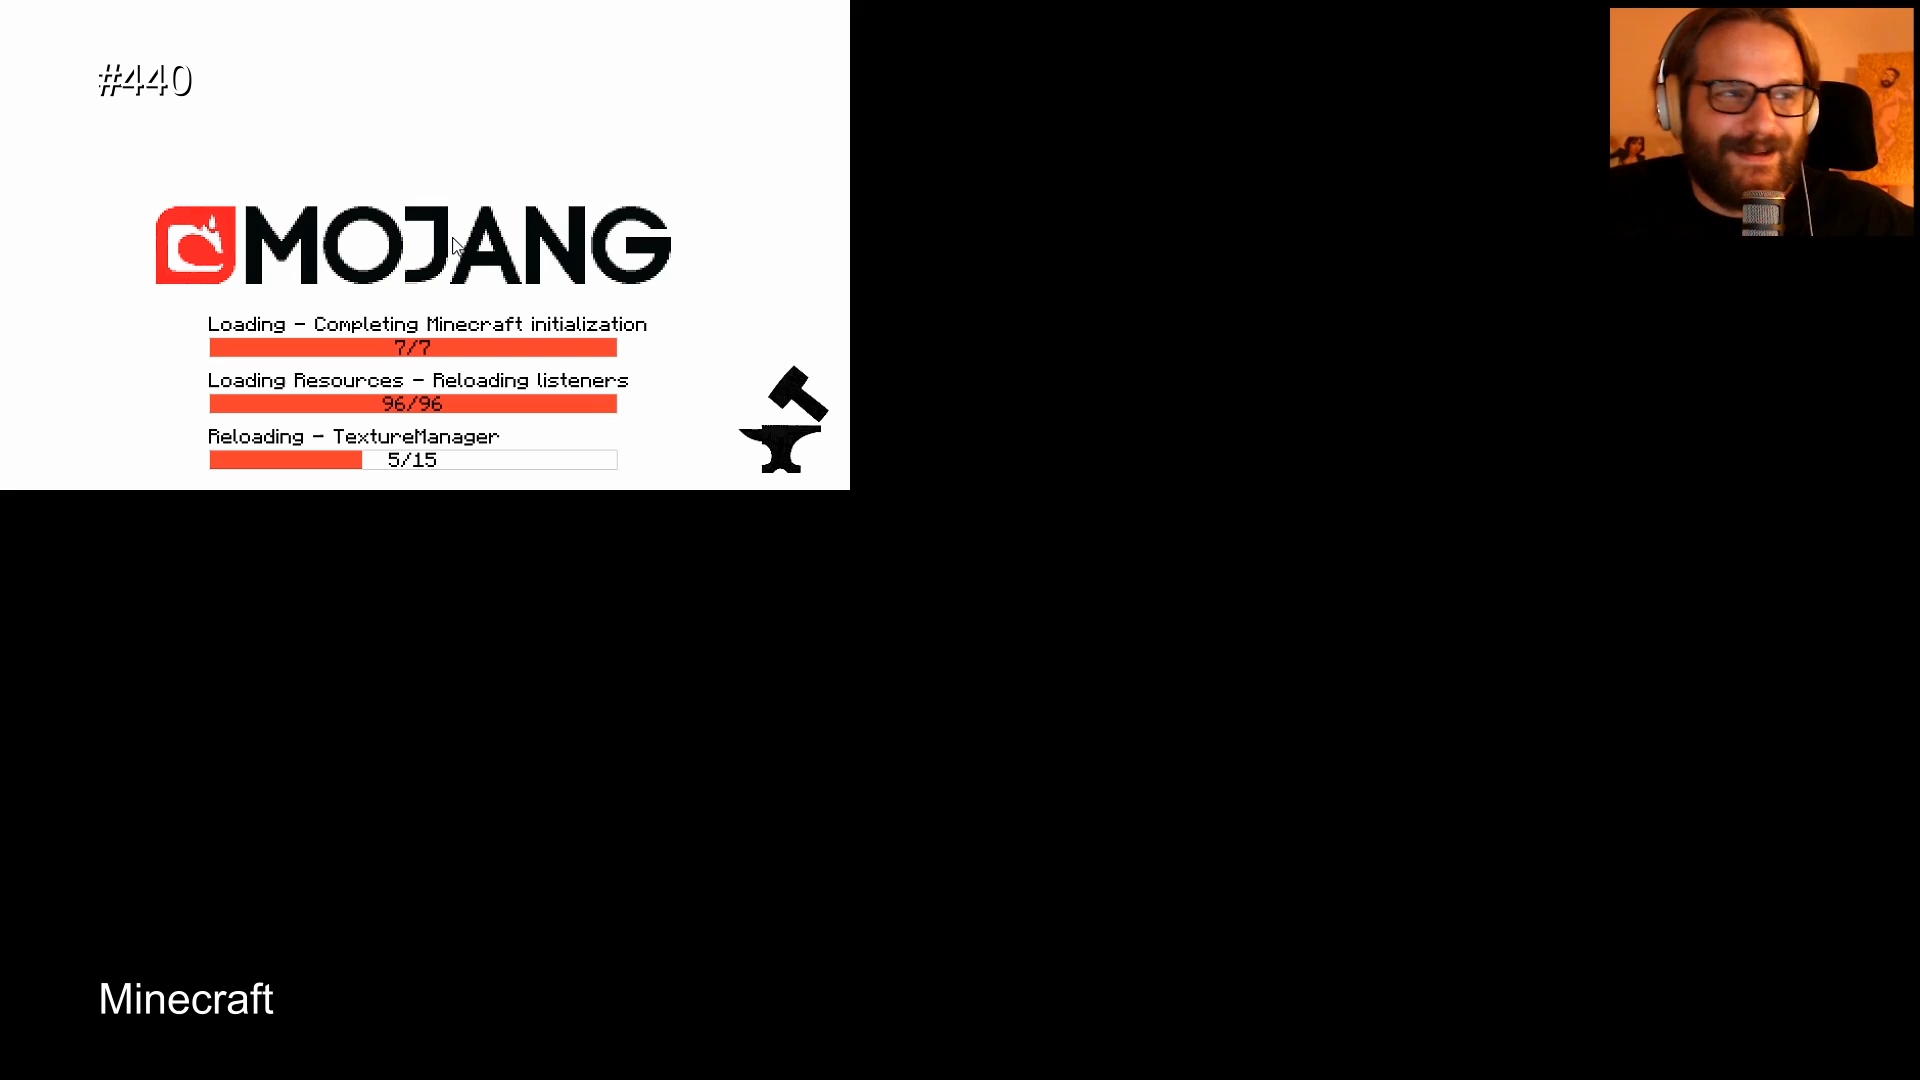 #440
MOJANG
Loading - Completing Minecraft initialization
7/7
Loading Resources - Reloading listeners
96/96
Reloading - TextureManager
5/15
Minecraft